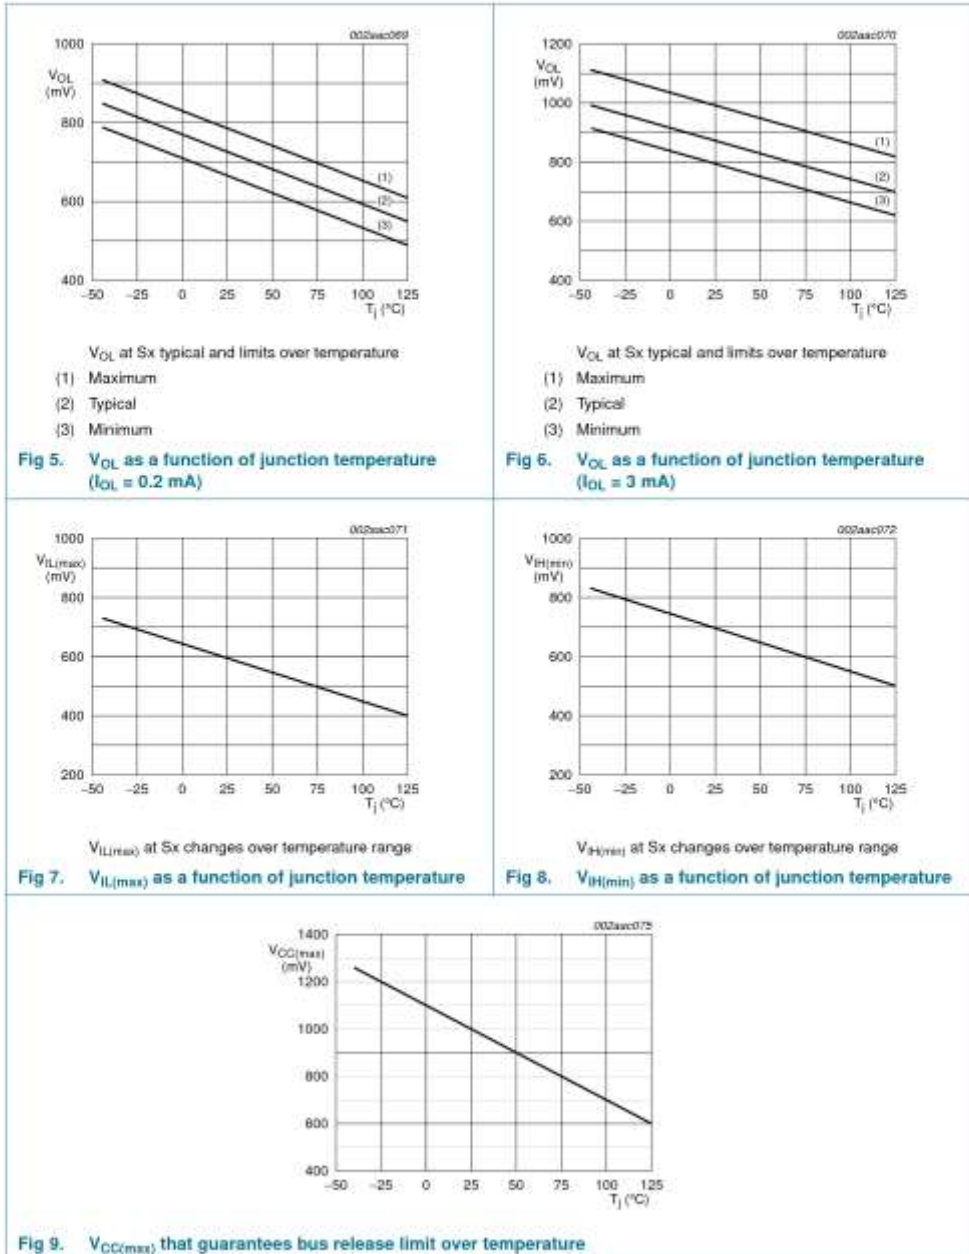 002aac069
1000
VOL
(mV)
800
600
400
(1)
(2)
(3)
−50 −25 0 25 50 75 100 125
Tj (°C)
VOL at Sx typical and limits over temperature
(1) Maximum
(2) Typical
(3) Minimum
Fig 5. VOL as a function of junction temperature
(IOL = 0.2 mA)
002aac070
1200
VOL
(mV)
1000
800
600
400
(1)
(2)
(3)
−50 −25 0 25 50 75 100 125
Tj (°C)
VOL at Sx typical and limits over temperature
(1) Maximum
(2) Typical
(3) Minimum
Fig 6. VOL as a function of junction temperature
(IOL = 3 mA)
002aac071
1000
VIL(max)
(mV)
800
600
400
200
−50 −25 0 25 50 75 100 125
Tj (°C)
VIL(max) at Sx changes over temperature range
Fig 7. VIL(max) as a function of junction temperature
002aac072
1000
VIH(min)
(mV)
800
600
400
200
−50 −25 0 25 50 75 100 125
Tj (°C)
VIH(min) at Sx changes over temperature range
Fig 8. VIH(min) as a function of junction temperature
002aac075
1400
VCC(max)
(mV)
1200
1000
800
600
400
−50 −25 0 25 50 75 100 125
Tj (°C)
Fig 9. VCC(max) that guarantees bus release limit over temperature